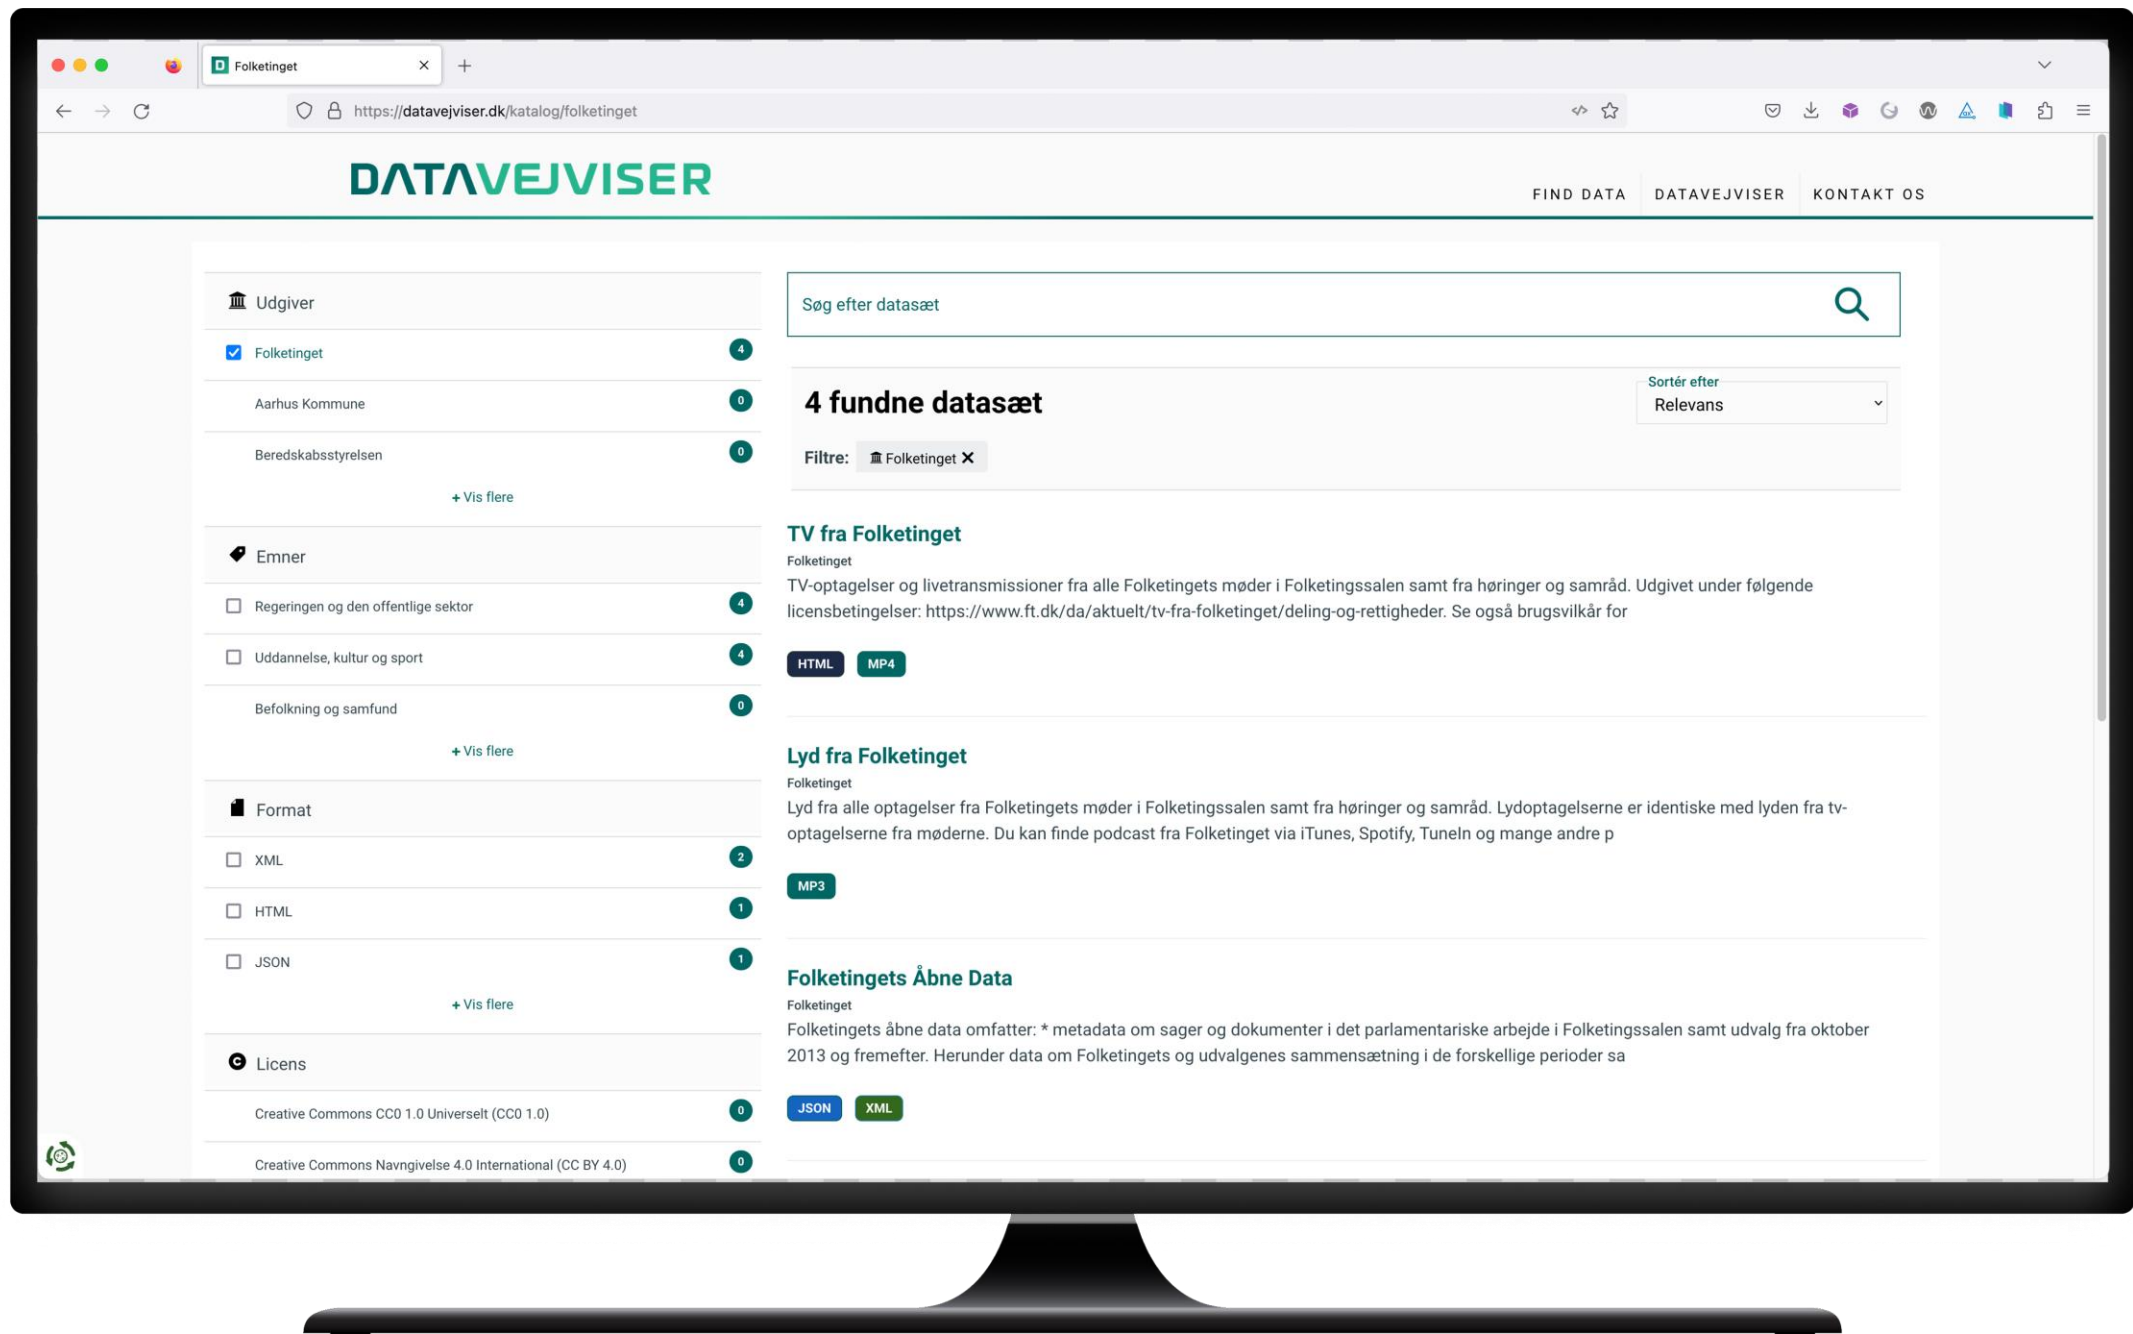 Folketinget
https://datavejviser.dk/katalog/folketinget
DATAVEJVISER
FIND DATA
DATAVEJVISER
KONTAKT OS
Udgiver
Folketinget 4
Aarhus Kommune 0
Beredskabsstyrelsen 0
+ Vis flere
Emner
Regeringen og den offentlige sektor 4
Uddannelse, kultur og sport 4
Befolkning og samfund 0
+ Vis flere
Format
XML 2
HTML 1
JSON 1
+ Vis flere
Licens
Creative Commons CC0 1.0 Universelt (CC0 1.0) 0
Creative Commons Navngivelse 4.0 International (CC BY 4.0) 0
Søg efter datasæt
4 fundne datasæt
Sortér efter
Relevans
Filtre: Folketinget
TV fra Folketinget
Folketinget
TV-optagelser og livetransmissioner fra alle Folketingets møder i Folketingssalen samt fra høringer og samråd. Udgivet under følgende
licensbetingelser: https://www.ft.dk/da/aktuelt/tv-fra-folketinget/deling-og-rettigheder. Se også brugsvilkår for
HTML MP4
Lyd fra Folketinget
Folketinget
Lyd fra alle optagelser fra Folketingets møder i Folketingssalen samt fra høringer og samråd. Lydoptagelserne er identiske med lyden fra tv-
optagelserne fra møderne. Du kan finde podcast fra Folketinget via iTunes, Spotify, TuneIn og mange andre p
MP3
Folketingets Åbne Data
Folketinget
Folketingets åbne data omfatter: * metadata om sager og dokumenter i det parlamentariske arbejde i Folketingssalen samt udvalg fra oktober
2013 og fremefter. Herunder data om Folketingets og udvalgenes sammensætning i de forskellige perioder sa
JSON XML